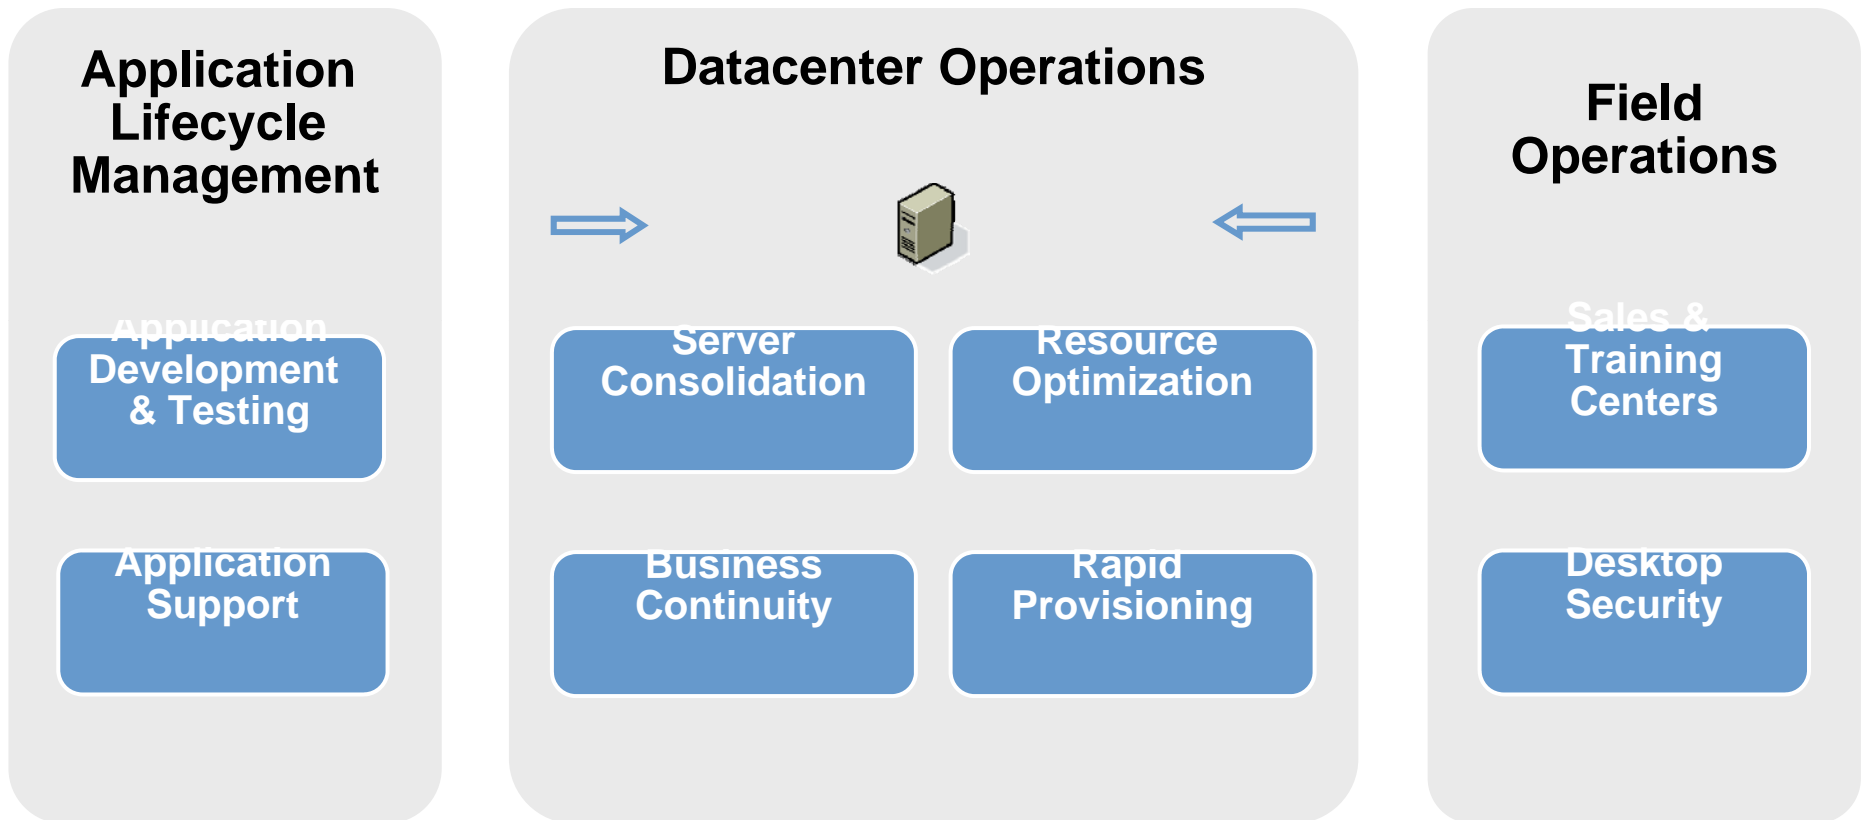 Application
Lifecycle
Management
Application
Development
& Testing
Application
Support
Datacenter Operations
Server
Consolidation
Resource
Optimization
Business
Continuity
Rapid
Provisioning
Field
Operations
Sales &
Training
Centers
Desktop
Security